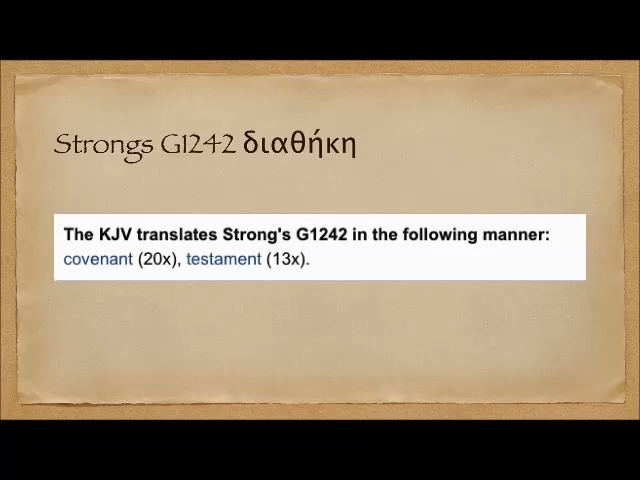 Strongs G1242 διαθήκη
The KJV translates Strong's G1242 in the following manner:
covenant (20x), testament (13x).